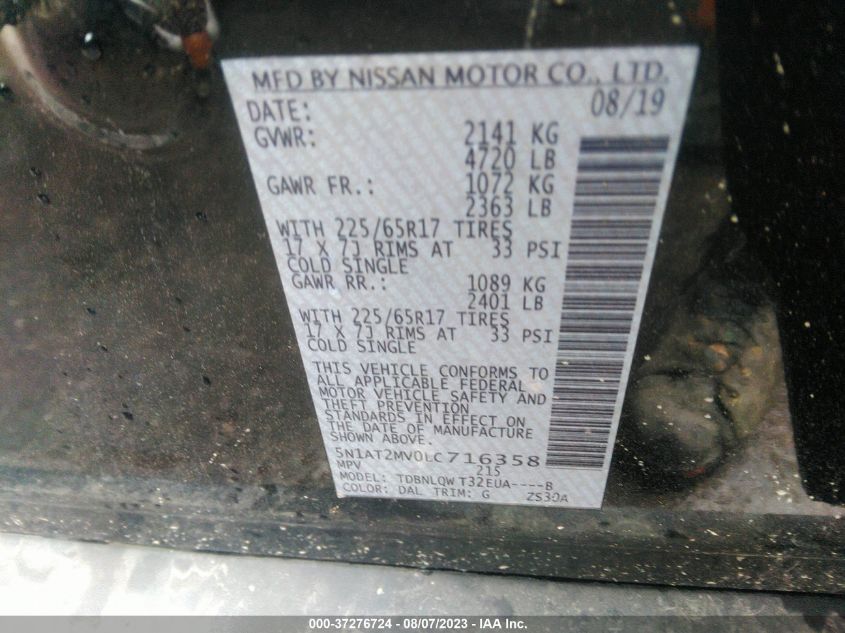 MFD BY NISSAN MOTOR CO., LTD.
DATE: 08/19
GVWR: 2141 KG
4720 LB
GAWR FR.: 1072 KG
2363 LB
WITH 225/65R17 TIRES
17 X 7J RIMS AT 33 PSI
COLD SINGLE
GAWR RR.: 1089 KG
2401 LB
WITH 225/65R17 TIRES
17 X 7J RIMS AT 33 PSI
COLD SINGLE
THIS VEHICLE CONFORMS TO
ALL APPLICABLE FEDERAL
MOTOR VEHICLE SAFETY AND
THEFT PREVENTION
STANDARDS IN EFFECT ON
THE DATE OF MANUFACTURE
SHOWN ABOVE.
5N1AT2MV0LC716358
MPV 215
MODEL: TDBNLQW T32EUA----B
COLOR: DAL TRIM: G ZS30A
000-37276724 - 08/07/2023 - IAA Inc.